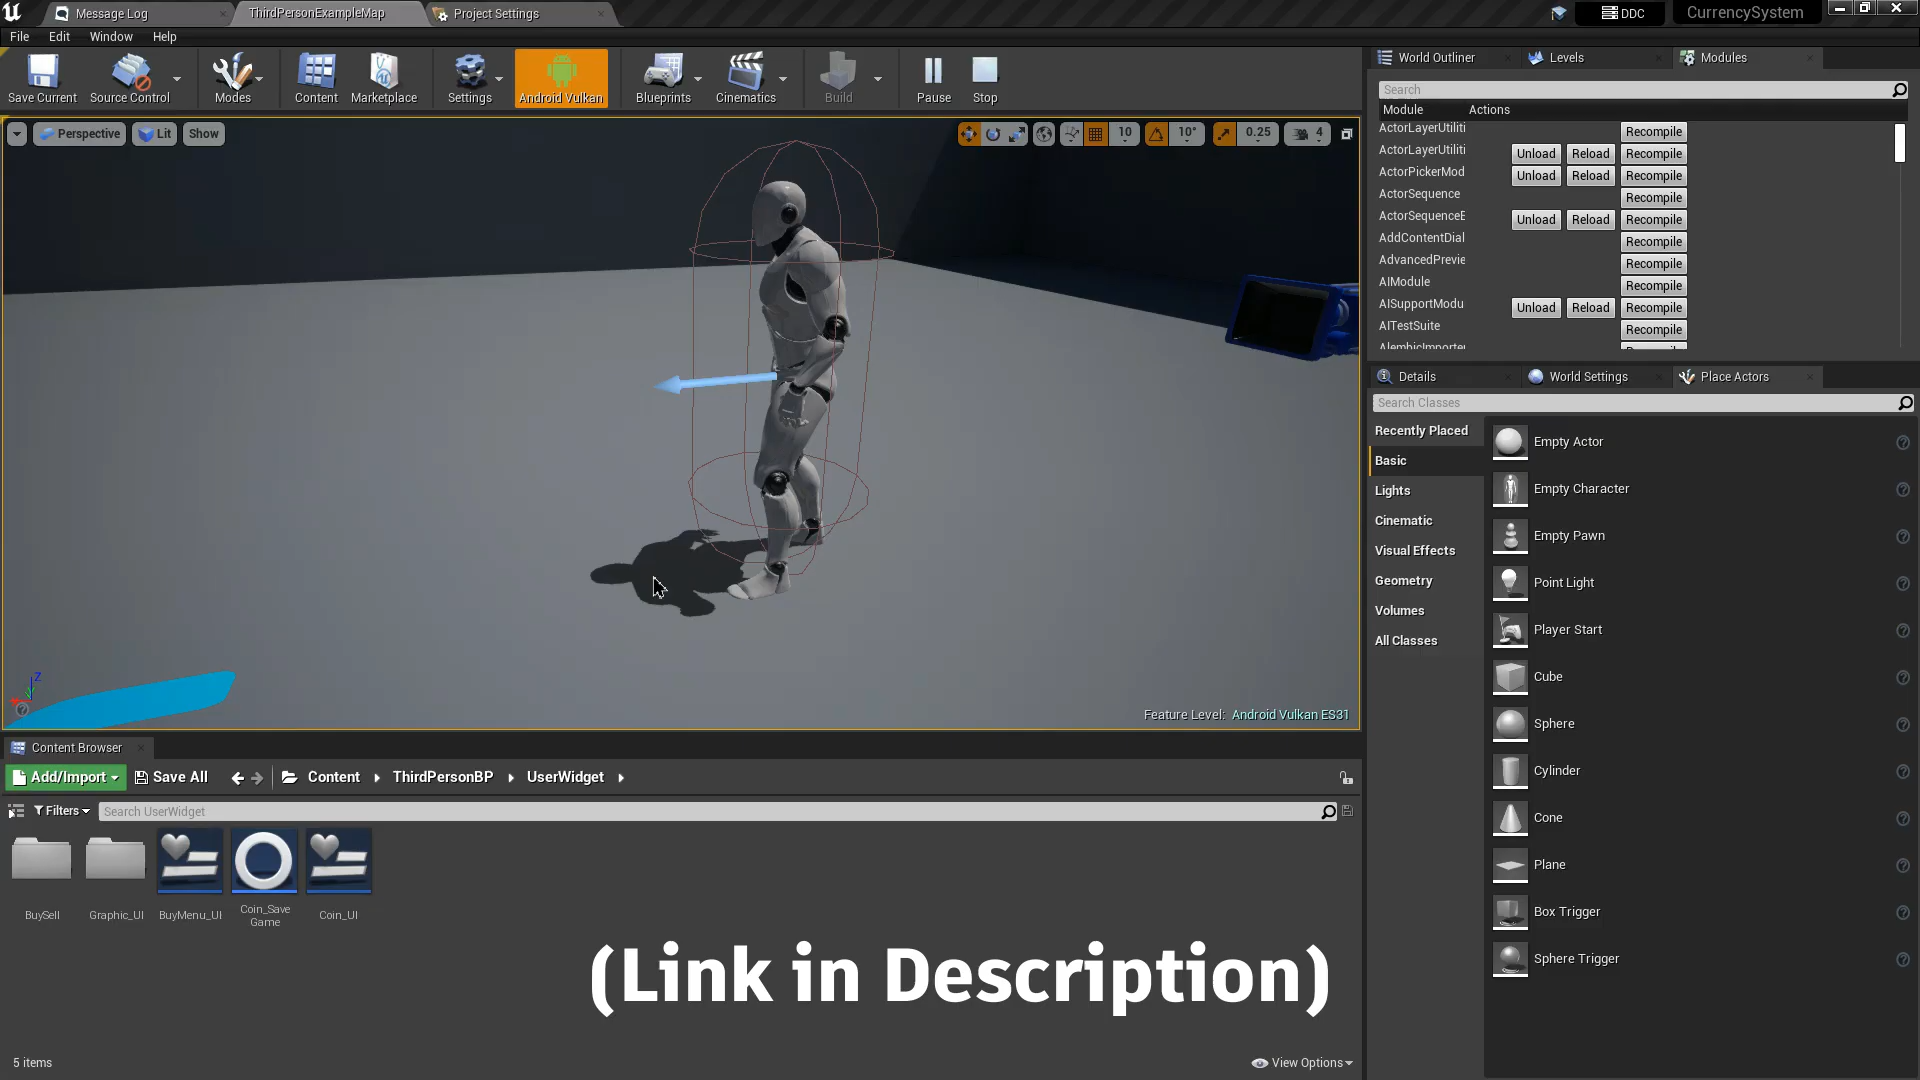 Message Log
ThirdPersonExampleMap
Project Settings
DDC
CurrencySystem
File Edit Window Help
Save Current
Source Control
Modes
Content
Marketplace
Settings
Android Vulkan
Blueprints
Cinematics
Build
Pause
Stop
Perspective
Lit
Show
10
10°
0.25
4
Feature Level: Android Vulkan ES31
World Outliner
Levels
Modules
Search
Module Actions
ActorLayerUtiliti Recompile
ActorLayerUtiliti Unload Reload Recompile
ActorPickerMod Unload Reload Recompile
ActorSequence Recompile
ActorSequenceE Unload Reload Recompile
AddContentDial Recompile
AdvancedPrevie Recompile
AIModule Recompile
AISupportModu Unload Reload Recompile
AITestSuite Recompile
AlembicImporter
Details
World Settings
Place Actors
Search Classes
Recently Placed
Basic
Lights
Cinematic
Visual Effects
Geometry
Volumes
All Classes
Empty Actor
Empty Character
Empty Pawn
Point Light
Player Start
Cube
Sphere
Cylinder
Cone
Plane
Box Trigger
Sphere Trigger
Content Browser
Add/Import
Save All
Content
ThirdPersonBP
UserWidget
Filters
Search UserWidget
BuySell
Graphic_UI
BuyMenu_UI
Coin_Save
Game
Coin_UI
(Link in Description)
5 items
View Options